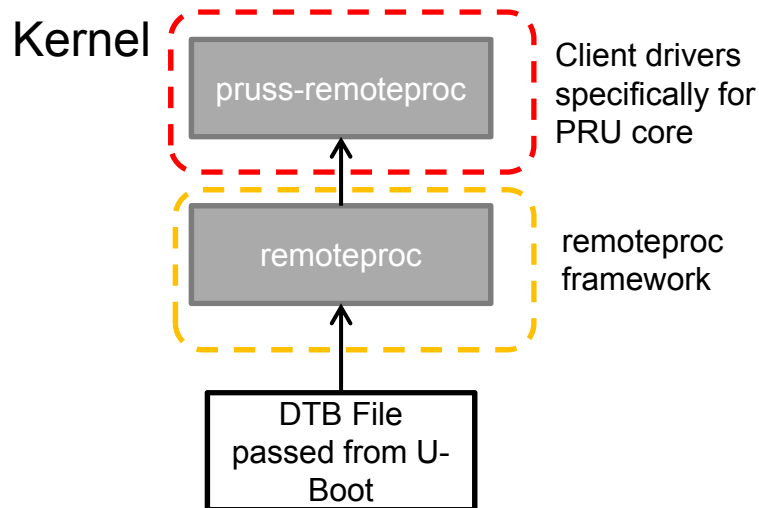 Kernel
pruss-remoteproc
Client drivers
specifically for
PRU core
remoteproc
remoteproc
framework
DTB File
passed from U-
Boot